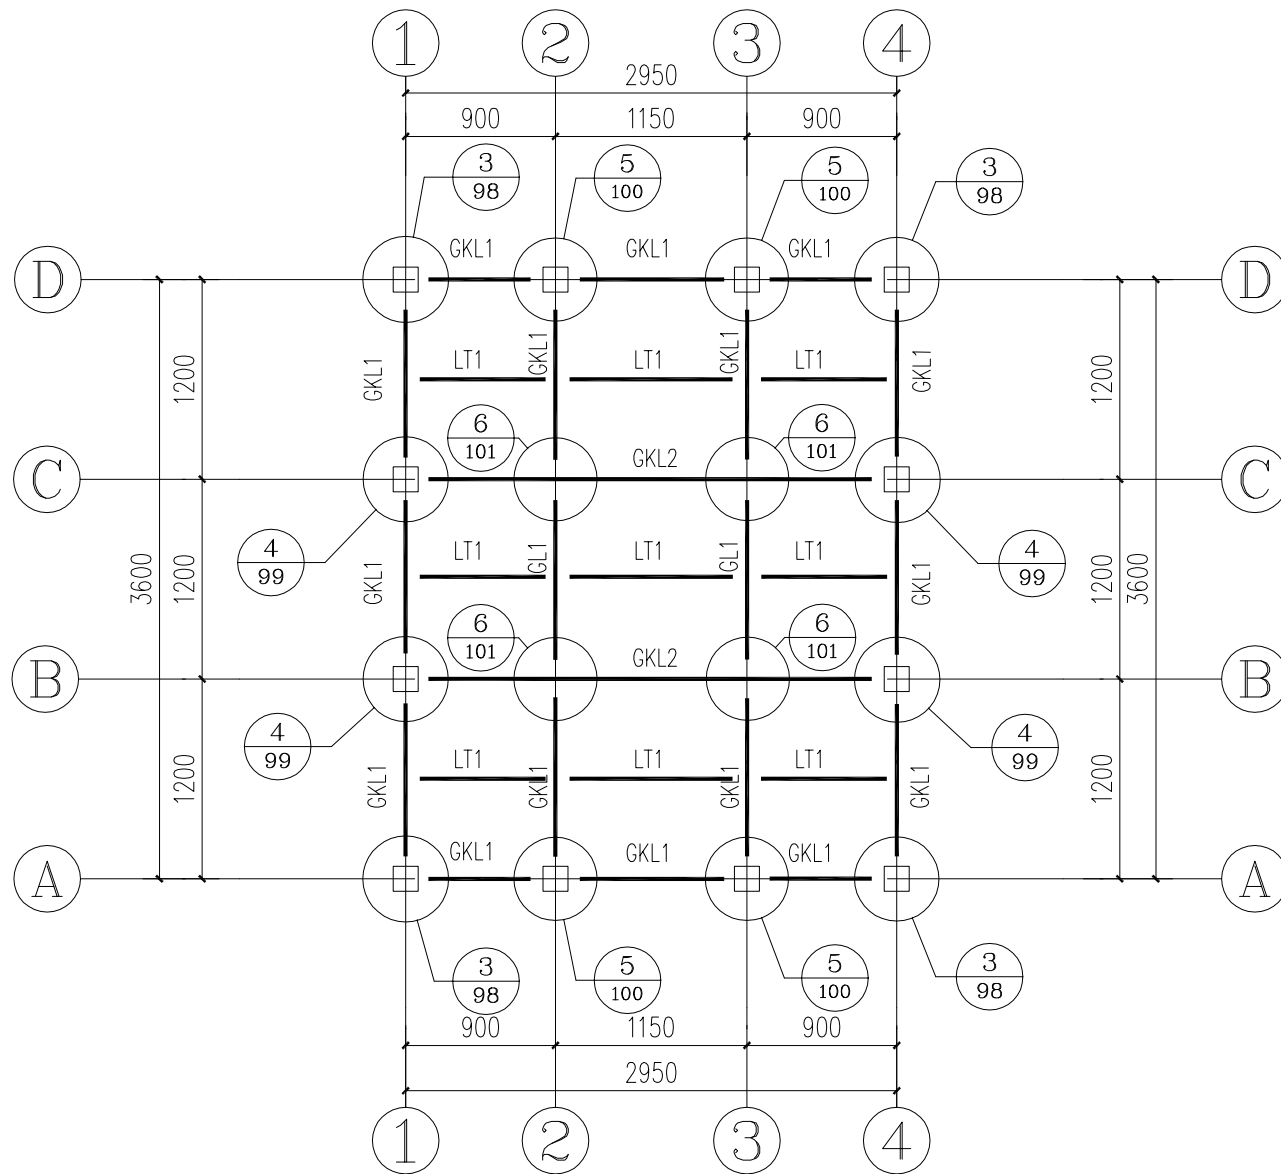 1 2 3 4
2950
900 1150 900
3 5 5 3
98 100 100 98
GKL1 GKL1 GKL1
D D
GKL1 GKL1 GKL1 GKL1
1200 LT1 LT1 LT1 1200
6 6
101 GKL2 101
C C
4 4
99 99
GKL1 GL1 GL1 GKL1
3600 1200 LT1 LT1 LT1 1200 3600
6 6
101 GKL2 101
B B
4 4
99 99
GKL1 GKL1 GKL1 GKL1
1200 LT1 LT1 LT1 1200
GKL1 GKL1 GKL1
A A
3 5 5 3
98 100 100 98
900 1150 900
2950
1 2 3 4